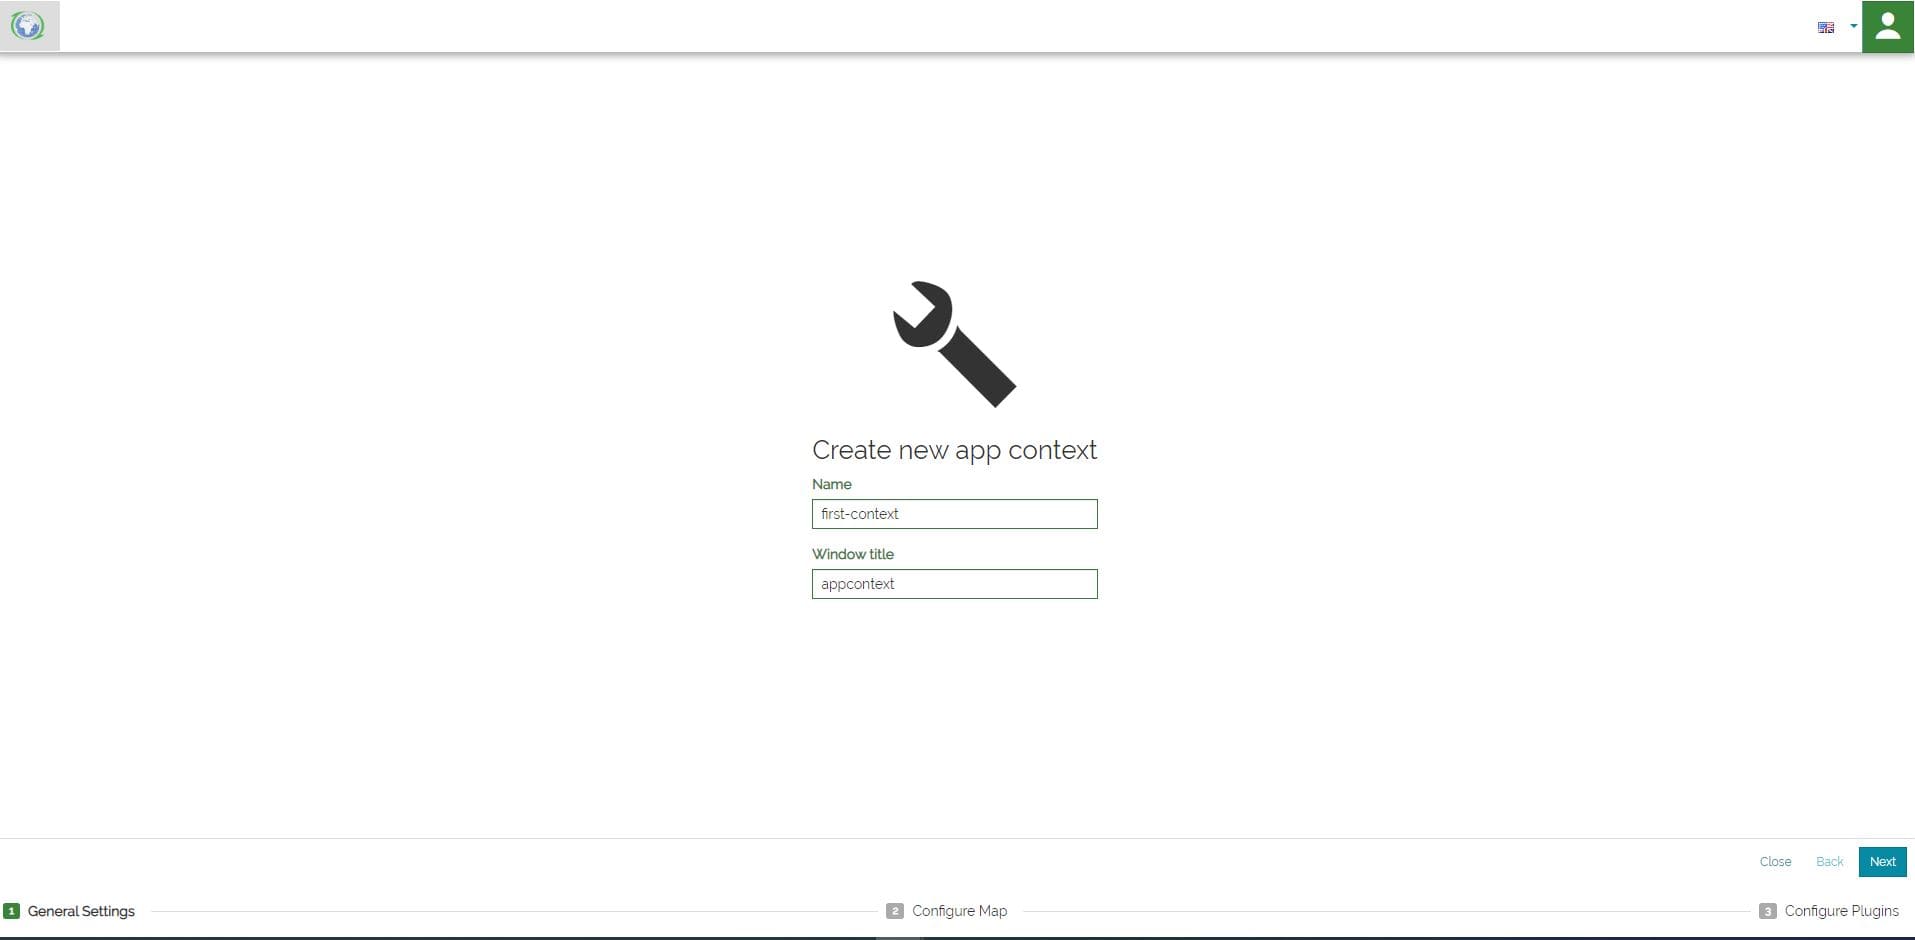 Create new app context
Name
first-context
Window title
appcontext
Close Back Next
1 General Settings 2 Configure Map 3 Configure Plugins